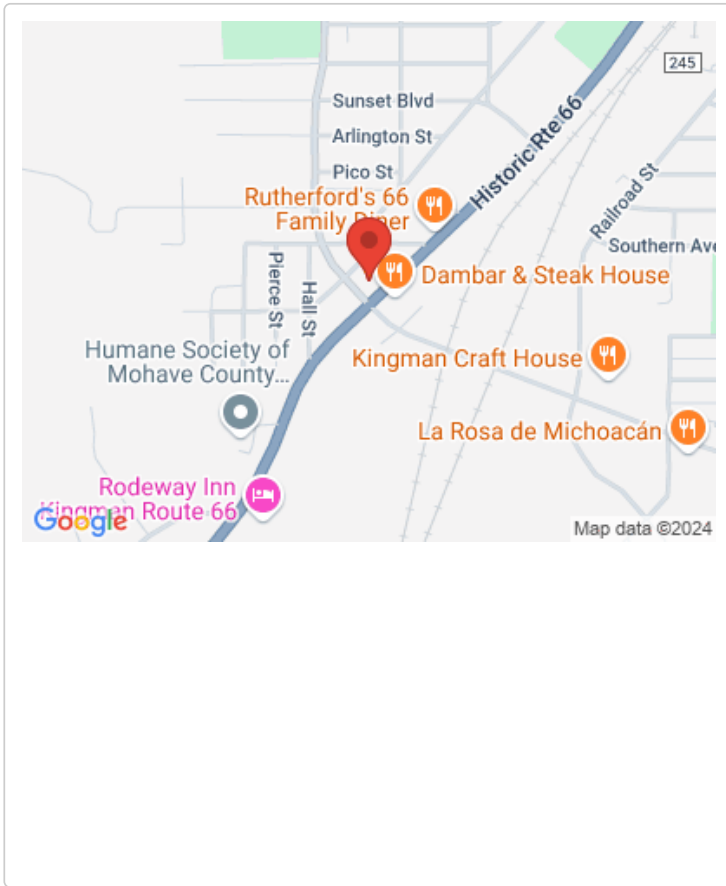 245
Sunset Blvd
Arlington St
Pico St
Historic Rte 66
Railroad St
Rutherford's 66
Family Diner
Southern Ave
Pierce St
Hall St
Dambar & Steak House
Humane Society of
Mohave County...
Kingman Craft House
La Rosa de Michoacán
Rodeway Inn
Kingman Route 66
Google
Map data ©2024